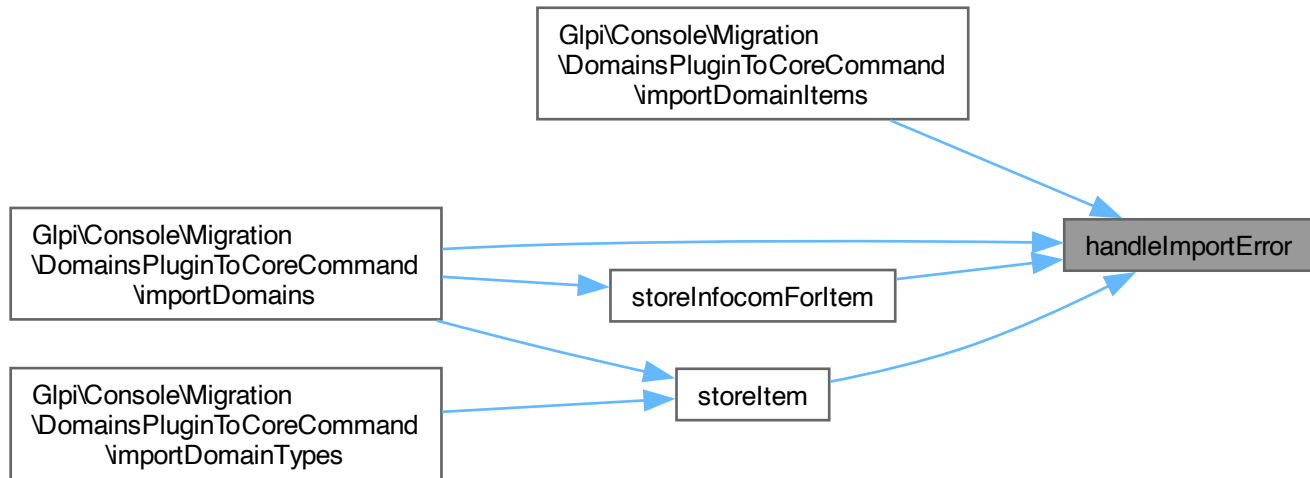 Glpi\Console\Migration
\DomainsPluginToCoreCommand
\importDomainItems
Glpi\Console\Migration
\DomainsPluginToCoreCommand
\importDomains
handleImportError
storeInfocomForItem
Glpi\Console\Migration
\DomainsPluginToCoreCommand
\importDomainTypes
storeItem